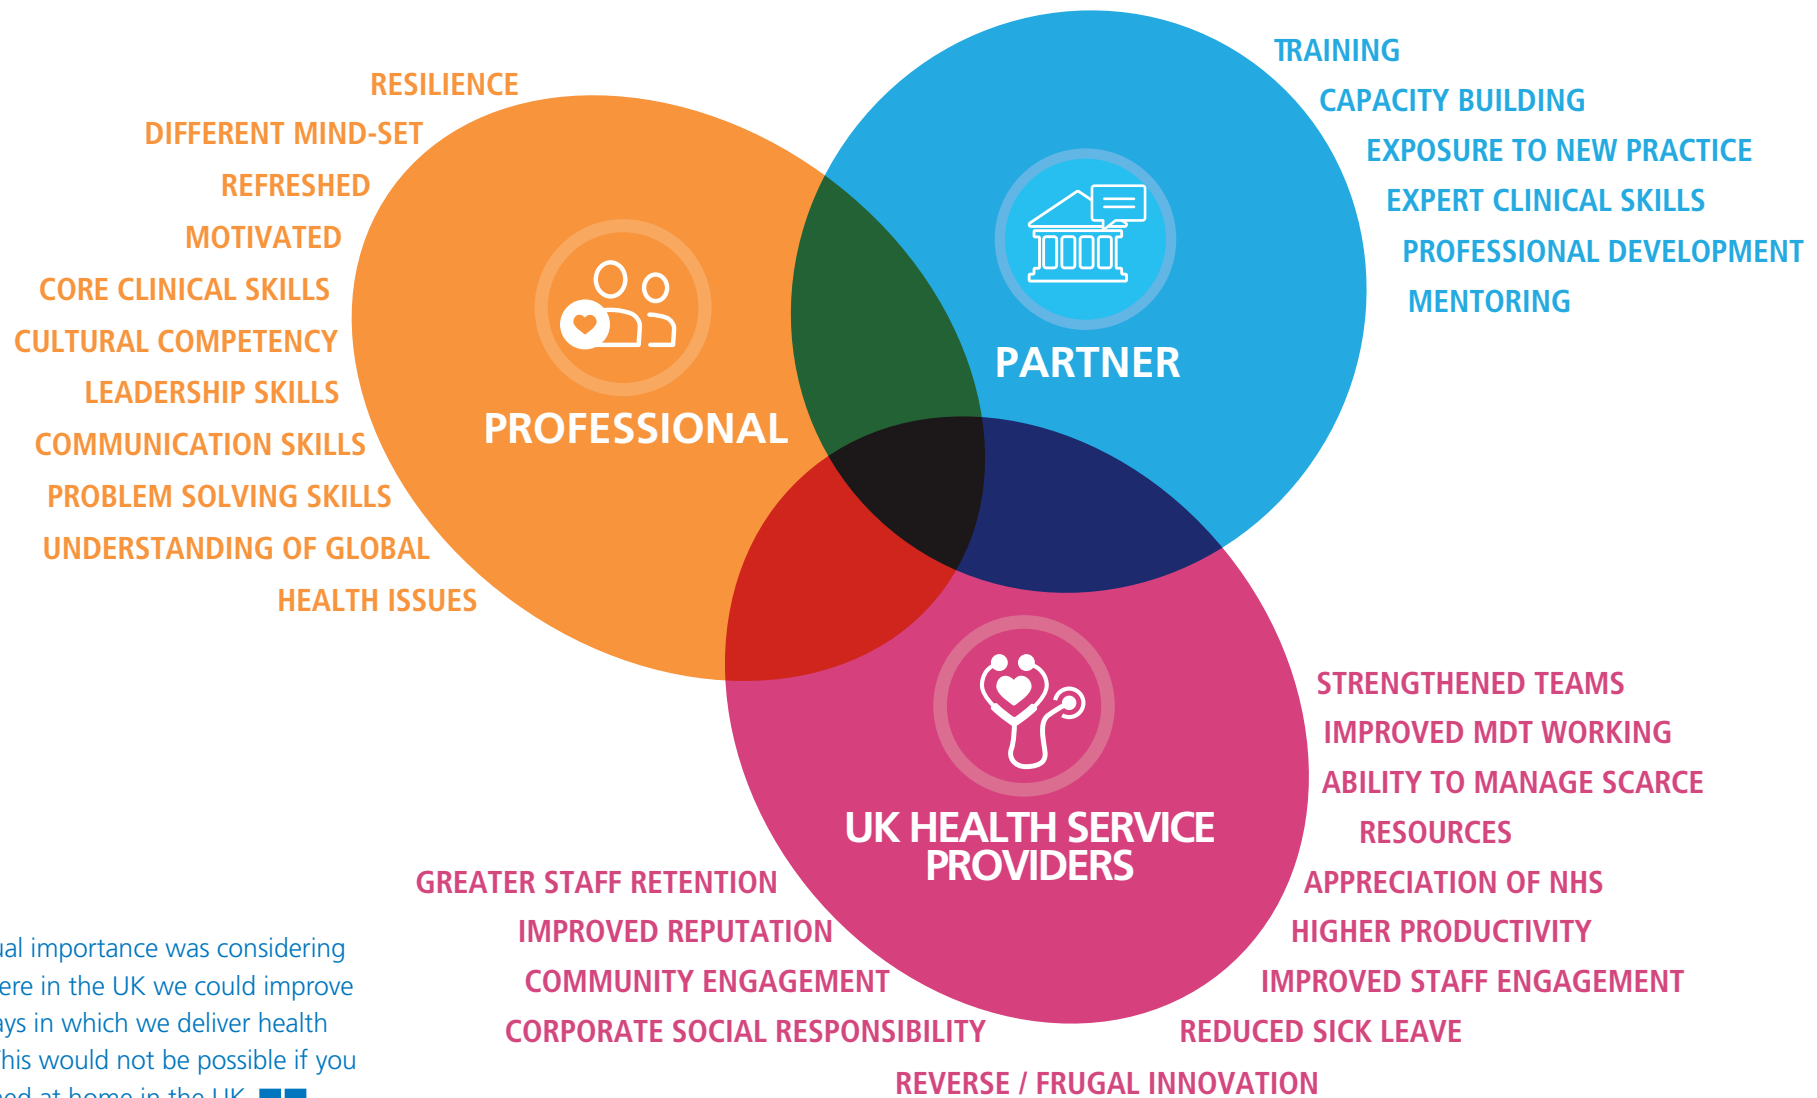 RESILIENCE
DIFFERENT MIND-SET
REFRESHED
MOTIVATED
CORE CLINICAL SKILLS
CULTURAL COMPETENCY
LEADERSHIP SKILLS
COMMUNICATION SKILLS
PROBLEM SOLVING SKILLS
UNDERSTANDING OF GLOBAL
HEALTH ISSUES
PROFESSIONAL
TRAINING
CAPACITY BUILDING
EXPOSURE TO NEW PRACTICE
EXPERT CLINICAL SKILLS
PROFESSIONAL DEVELOPMENT
MENTORING
PARTNER
UK HEALTH SERVICE
PROVIDERS
STRENGTHENED TEAMS
IMPROVED MDT WORKING
ABILITY TO MANAGE SCARCE
RESOURCES
APPRECIATION OF NHS
HIGHER PRODUCTIVITY
IMPROVED STAFF ENGAGEMENT
REDUCED SICK LEAVE
GREATER STAFF RETENTION
IMPROVED REPUTATION
COMMUNITY ENGAGEMENT
CORPORATE SOCIAL RESPONSIBILITY
REVERSE / FRUGAL INNOVATION
importance was considering
in the UK we could improve
in which we deliver health
would not be possible if you
at home in the UK